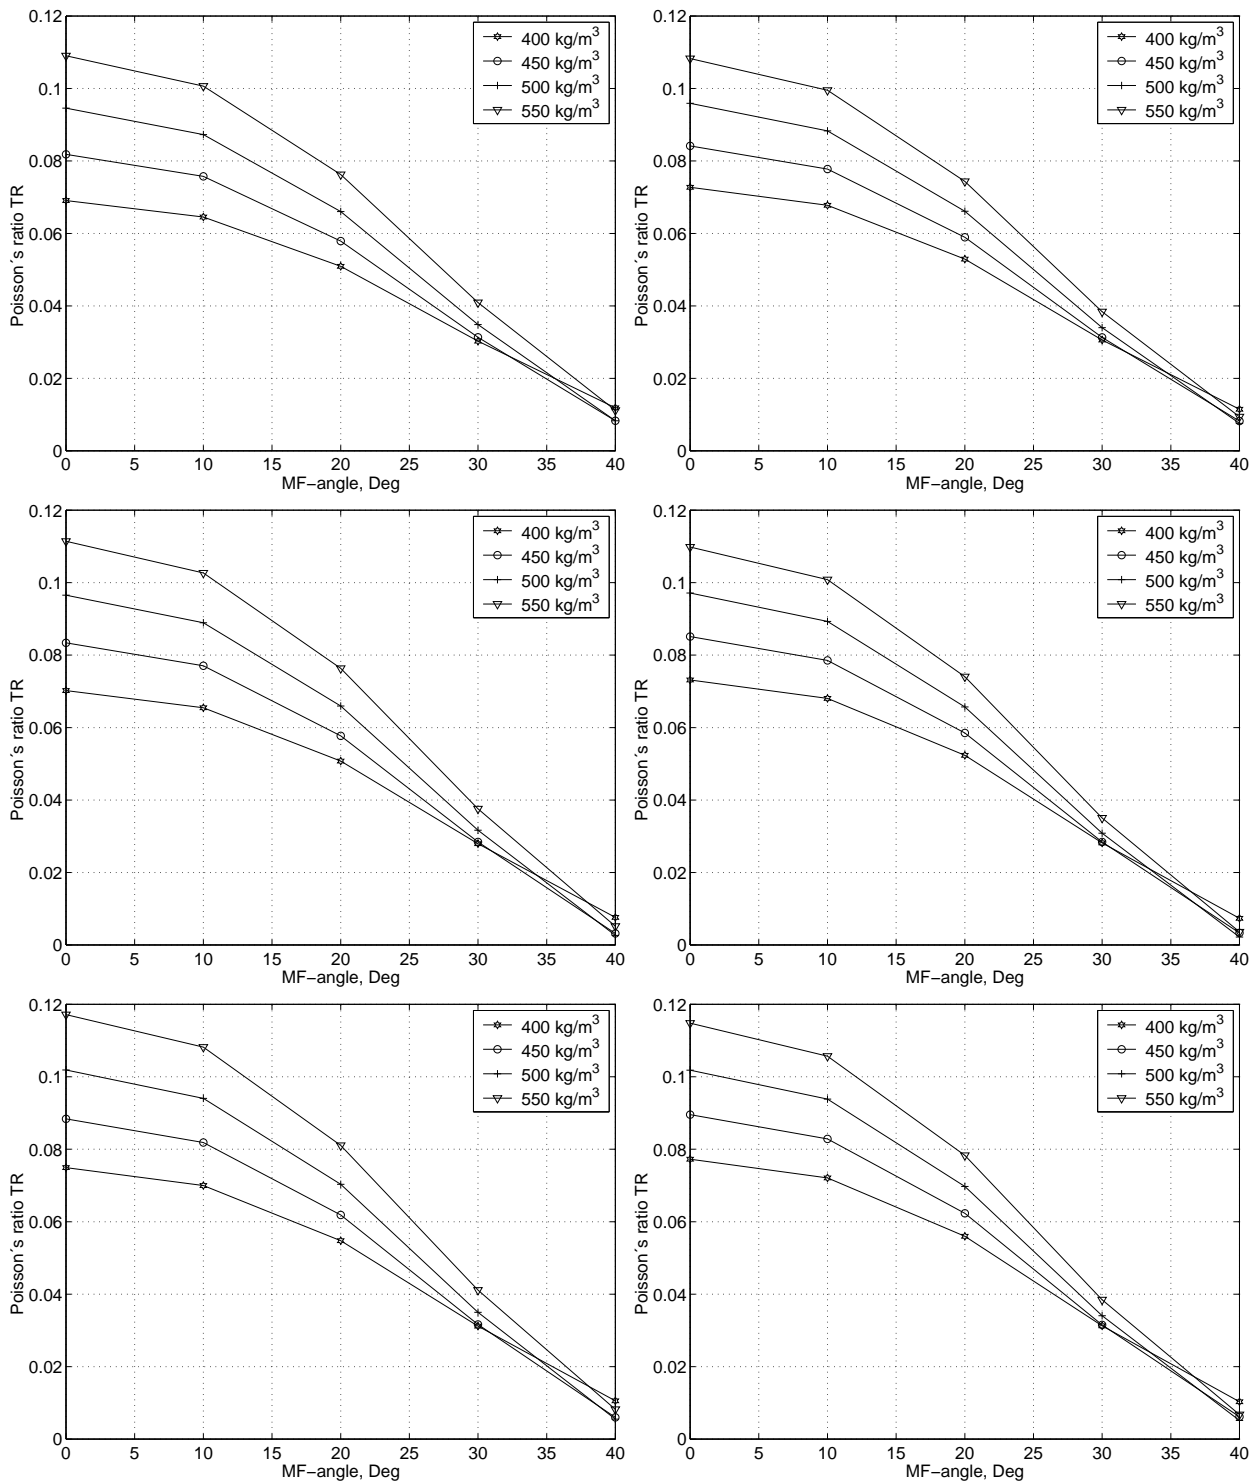 0.12
0.1
0.08
0.06
0.04
0.02
0
Poisson´s ratio TR
400 kg/m³
450 kg/m³
500 kg/m³
550 kg/m³
0 5 10 15 20 25 30 35 40
MF−angle, Deg
0.12
0.1
0.08
0.06
0.04
0.02
0
Poisson´s ratio TR
400 kg/m³
450 kg/m³
500 kg/m³
550 kg/m³
0 5 10 15 20 25 30 35 40
MF−angle, Deg
0.12
0.1
0.08
0.06
0.04
0.02
0
Poisson´s ratio TR
400 kg/m³
450 kg/m³
500 kg/m³
550 kg/m³
0 5 10 15 20 25 30 35 40
MF−angle, Deg
0.12
0.1
0.08
0.06
0.04
0.02
0
Poisson´s ratio TR
400 kg/m³
450 kg/m³
500 kg/m³
550 kg/m³
0 5 10 15 20 25 30 35 40
MF−angle, Deg
0.12
0.1
0.08
0.06
0.04
0.02
0
Poisson´s ratio TR
400 kg/m³
450 kg/m³
500 kg/m³
550 kg/m³
0 5 10 15 20 25 30 35 40
MF−angle, Deg
0.12
0.1
0.08
0.06
0.04
0.02
0
Poisson´s ratio TR
400 kg/m³
450 kg/m³
500 kg/m³
550 kg/m³
0 5 10 15 20 25 30 35 40
MF−angle, Deg